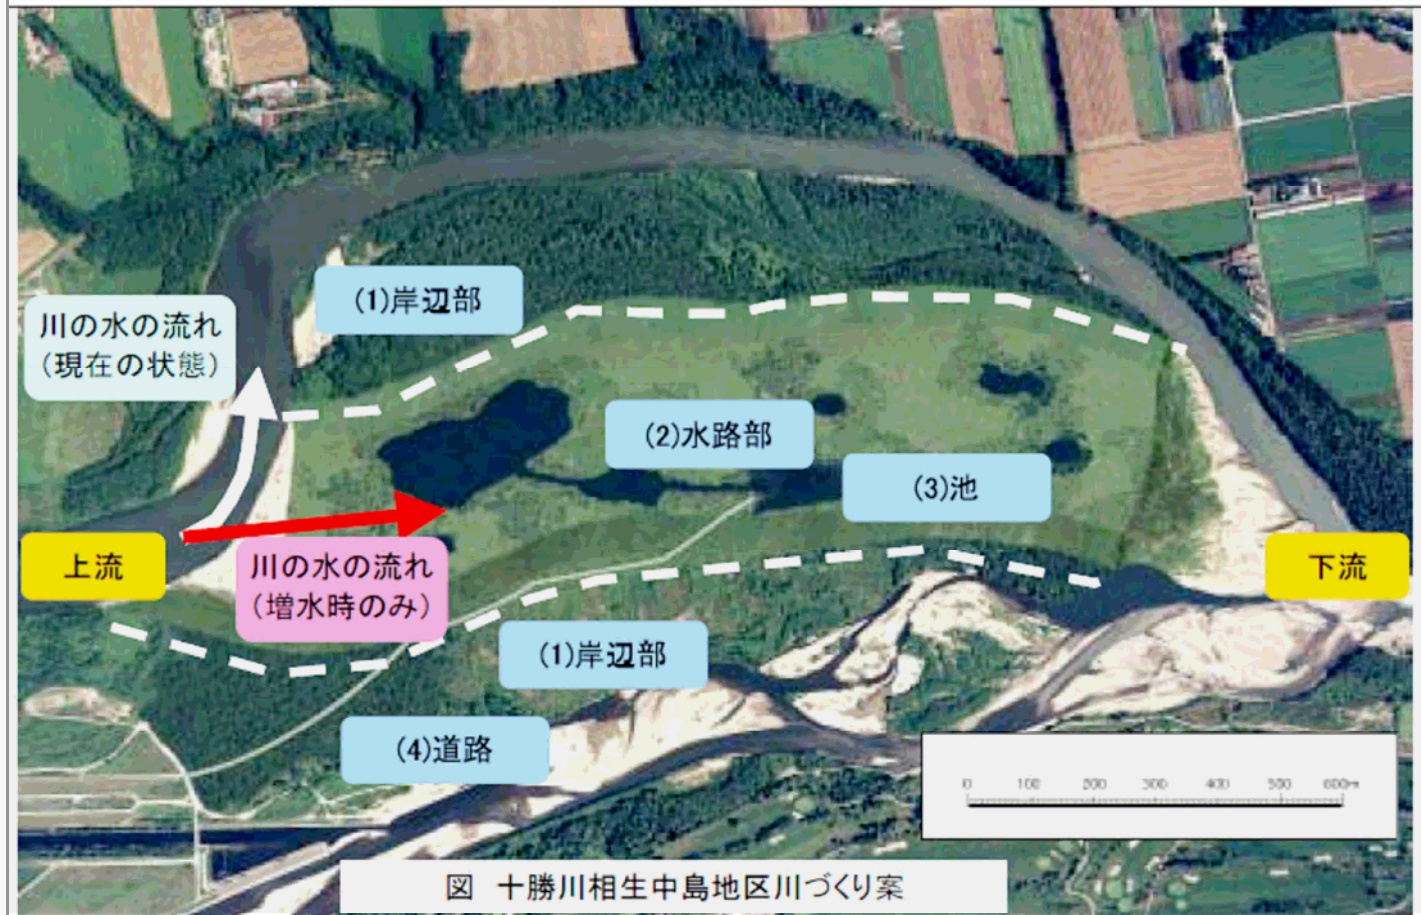 (1)岸辺部
川の水の流れ
(現在の状態)
(2)水路部
(3)池
上流
川の水の流れ
(増水時のみ)
下流
(1)岸辺部
(4)道路
0 100 200 300 400 500 600m
図 十勝川相生中島地区川づくり案